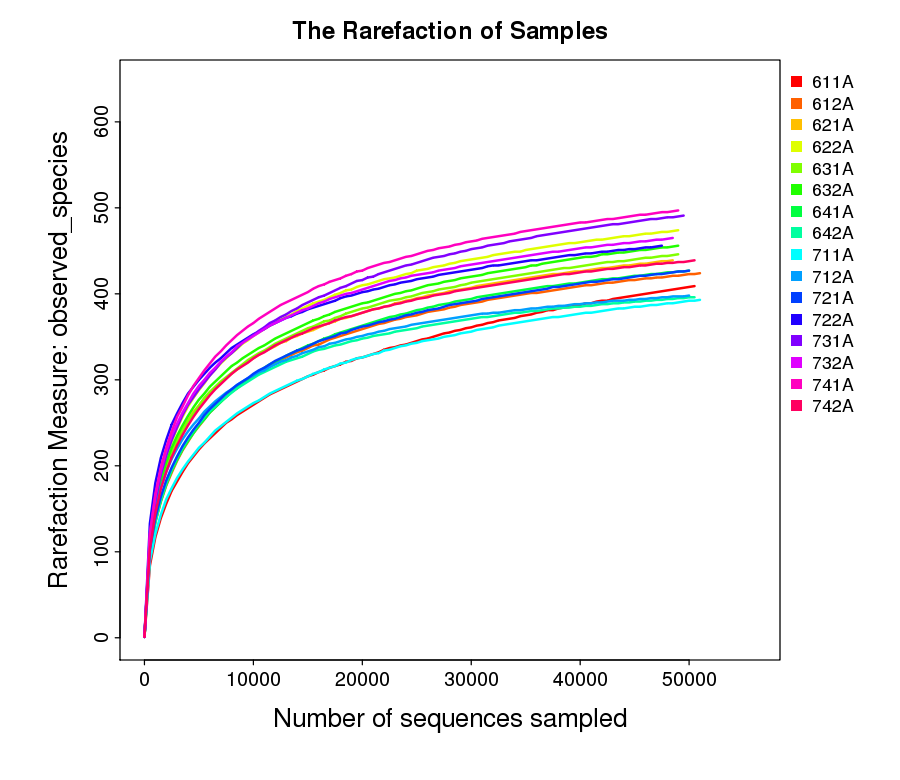 The Rarefaction of Samples
Rarefaction Measure: observed_species
600
500
400
300
200
100
0
0 10000 20000 30000 40000 50000
Number of sequences sampled
611A
612A
621A
622A
631A
632A
641A
642A
711A
712A
721A
722A
731A
732A
741A
742A